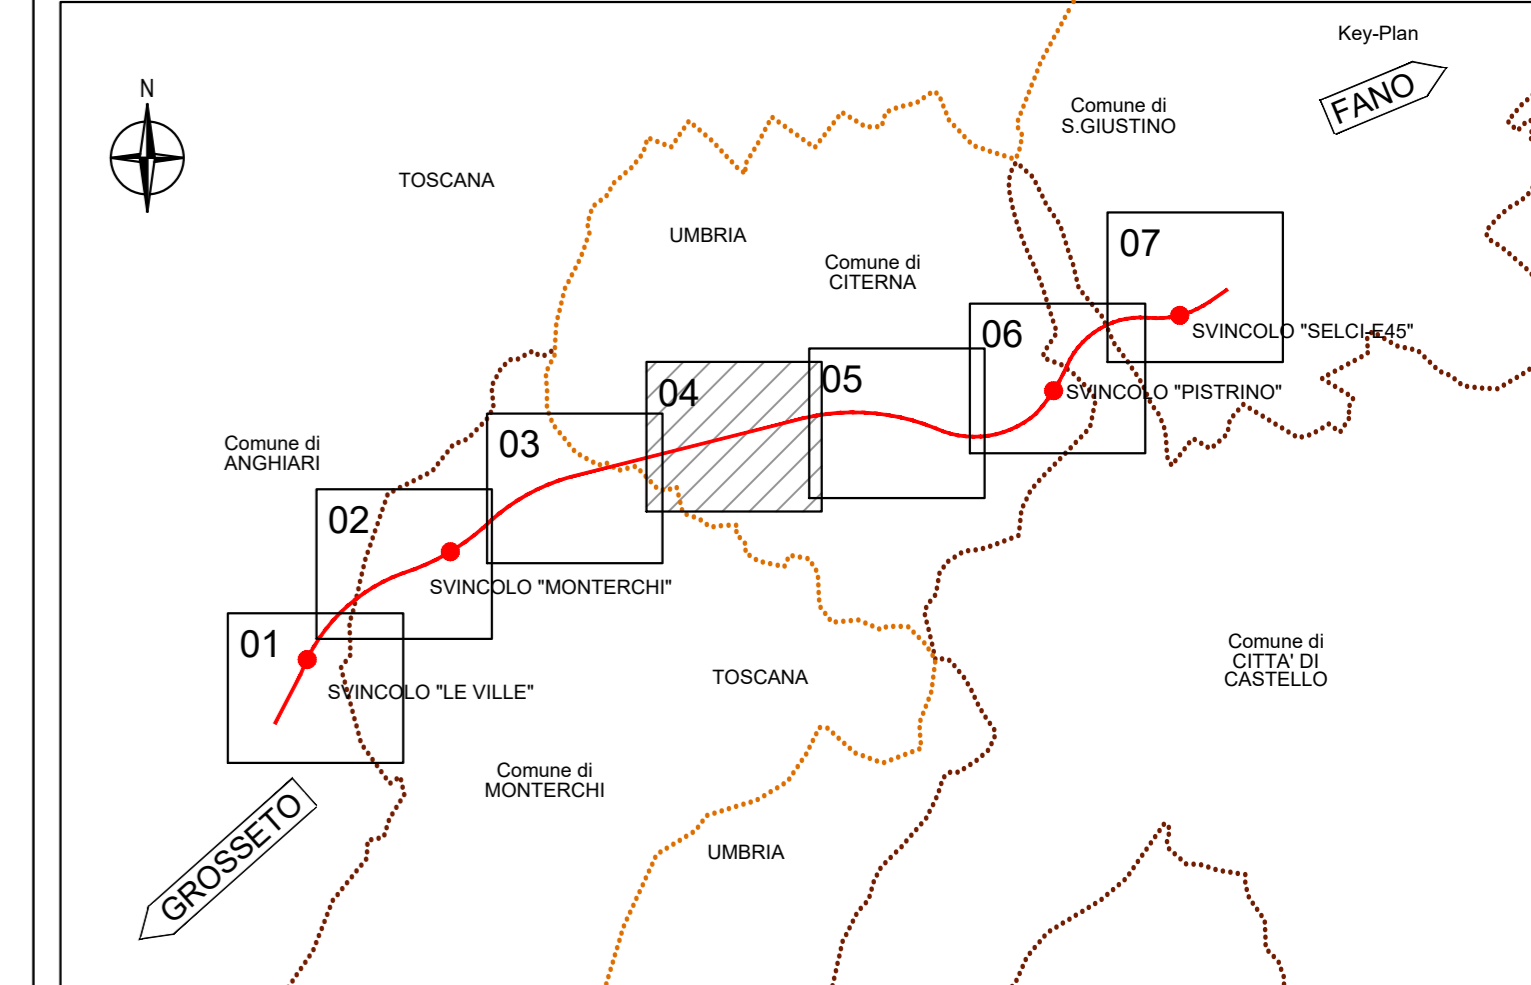 Key-Plan
N
FANO
Comune di
S.GIUSTINO
TOSCANA
UMBRIA
Comune di
CITERNA
07
SVINCOLO "SELCI-E45"
06
SVINCOLO "PISTRINO"
05
04
03
Comune di
ANGHIARI
02
SVINCOLO "MONTERCHI"
01
SVINCOLO "LE VILLE"
TOSCANA
Comune di
CITTA' DI
CASTELLO
Comune di
MONTERCHI
GROSSETO
UMBRIA